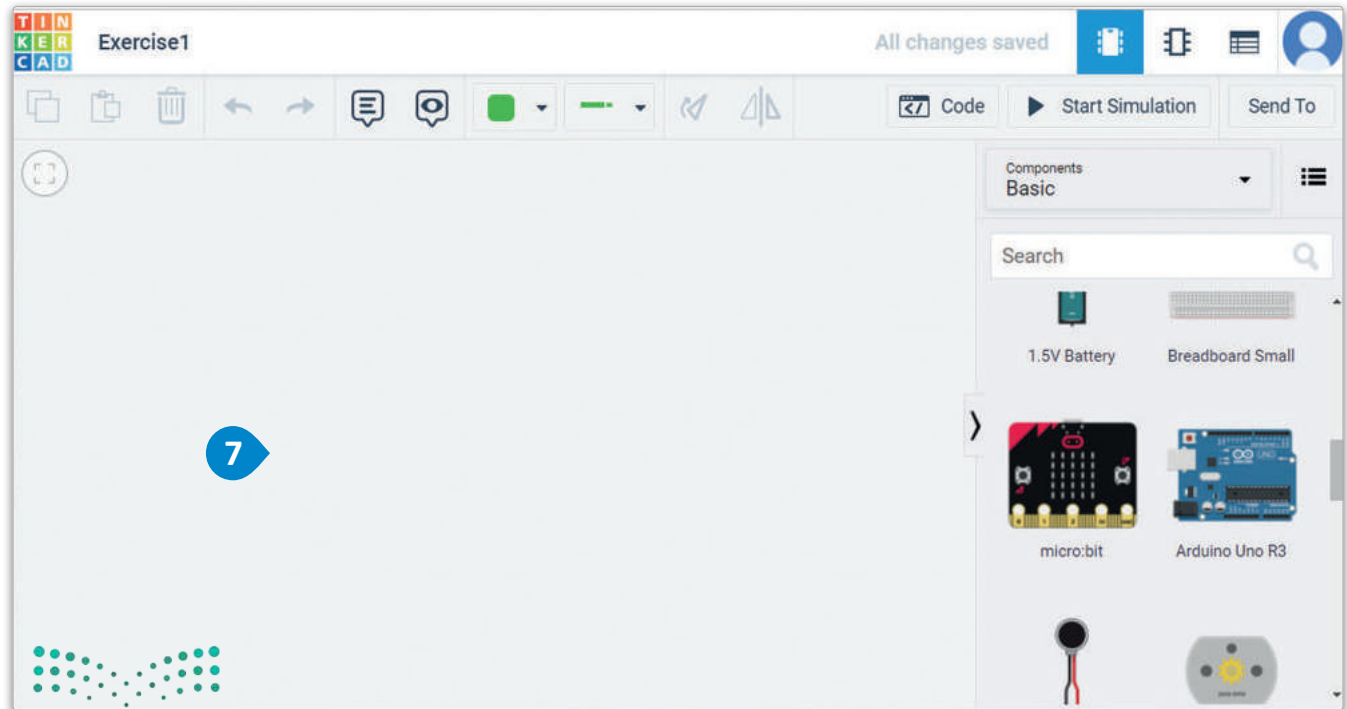 TIN
KER
CAD
Exercise1
All changes saved
Code
Start Simulation
Send To
Components
Basic
Search
1.5V Battery
Breadboard Small
7
micro:bit
Arduino Uno R3